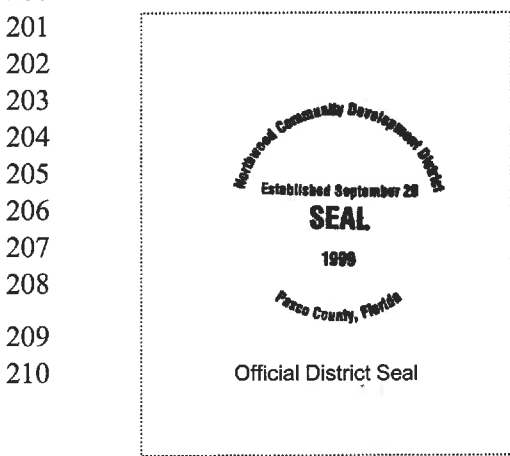 201
202
203
204
205
206
207
208
209
210
Northwood Community Development District
Established September
SEAL
1999
Pasco County, Florida
Official District Seal